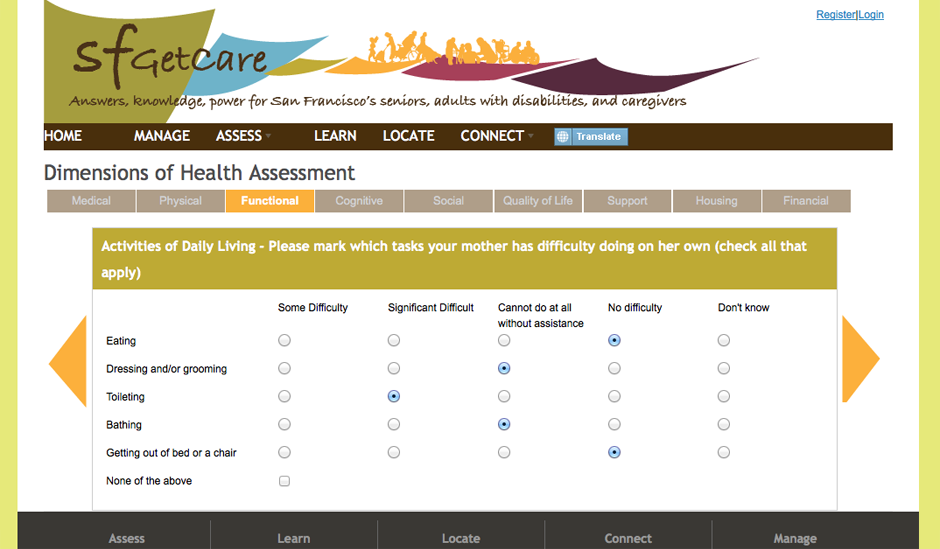 Register|Login
sf GetCare
Answers, knowledge, power for San Francisco's seniors, adults with disabilities, and caregivers
HOME MANAGE ASSESS LEARN LOCATE CONNECT Translate
Dimensions of Health Assessment
Medical Physical Functional Cognitive Social Quality of Life Support Housing Financial
Activities of Daily Living - Please mark which tasks your mother has difficulty doing on her own (check all that
apply)
Some Difficulty Significant Difficult Cannot do at all No difficulty Don't know
without assistance
Eating
Dressing and/or grooming
Toileting
Bathing
Getting out of bed or a chair
None of the above
Assess Learn Locate Connect Manage